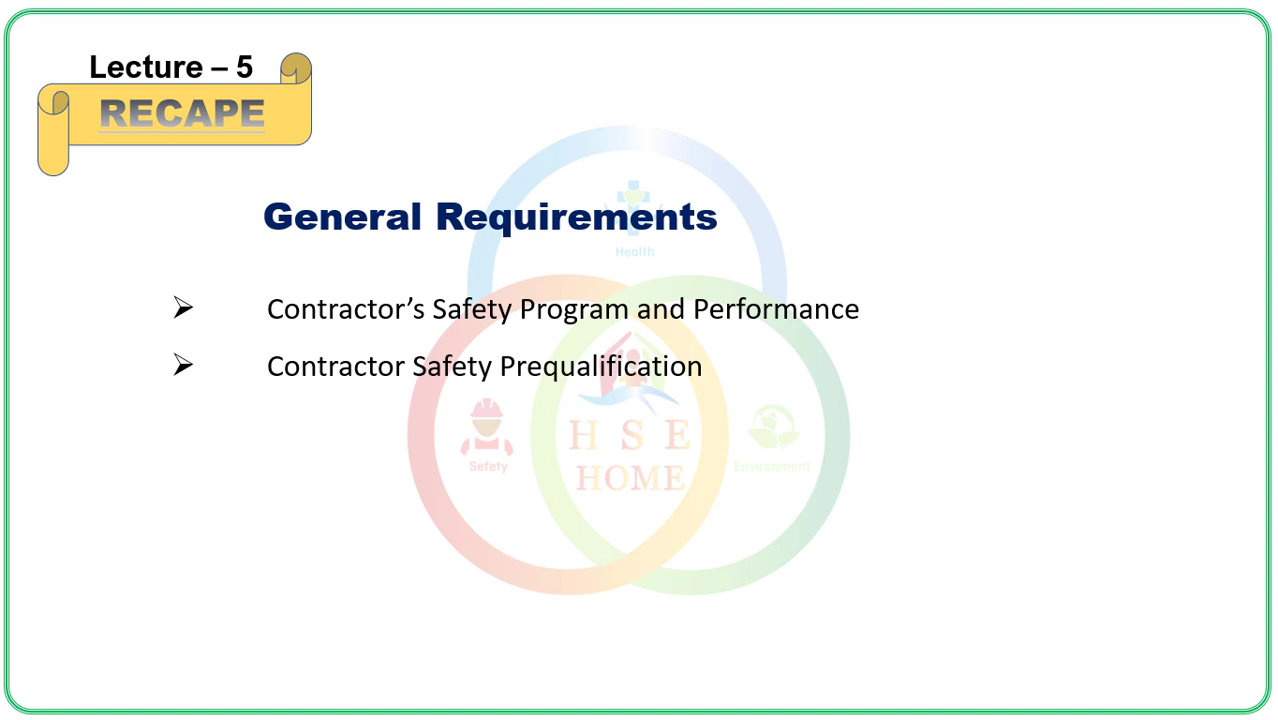 Lecture – 5
RECAPE
General Requirements
Health
➢ Contractor’s Safety Program and Performance
➢ Contractor Safety Prequalification
H S E
HOME
Safety
Environment